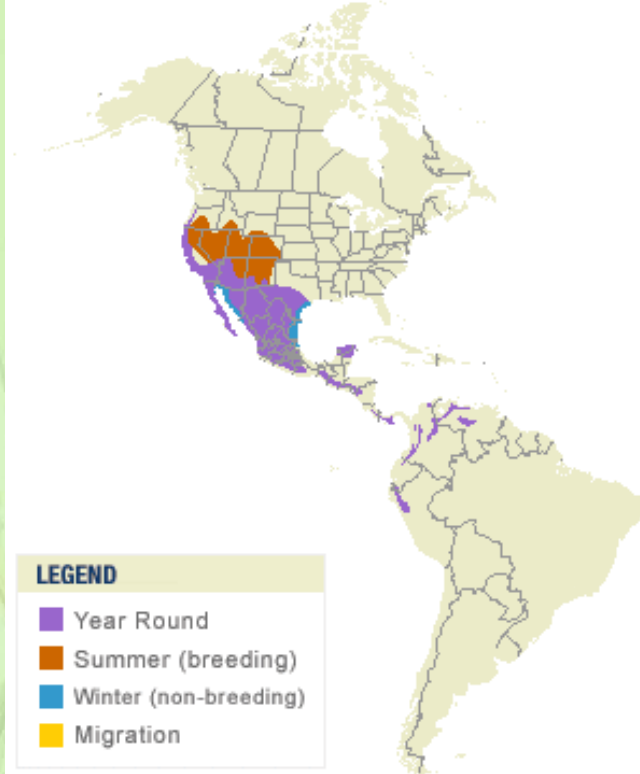 LEGEND
Year Round
Summer (breeding)
Winter (non-breeding)
Migration